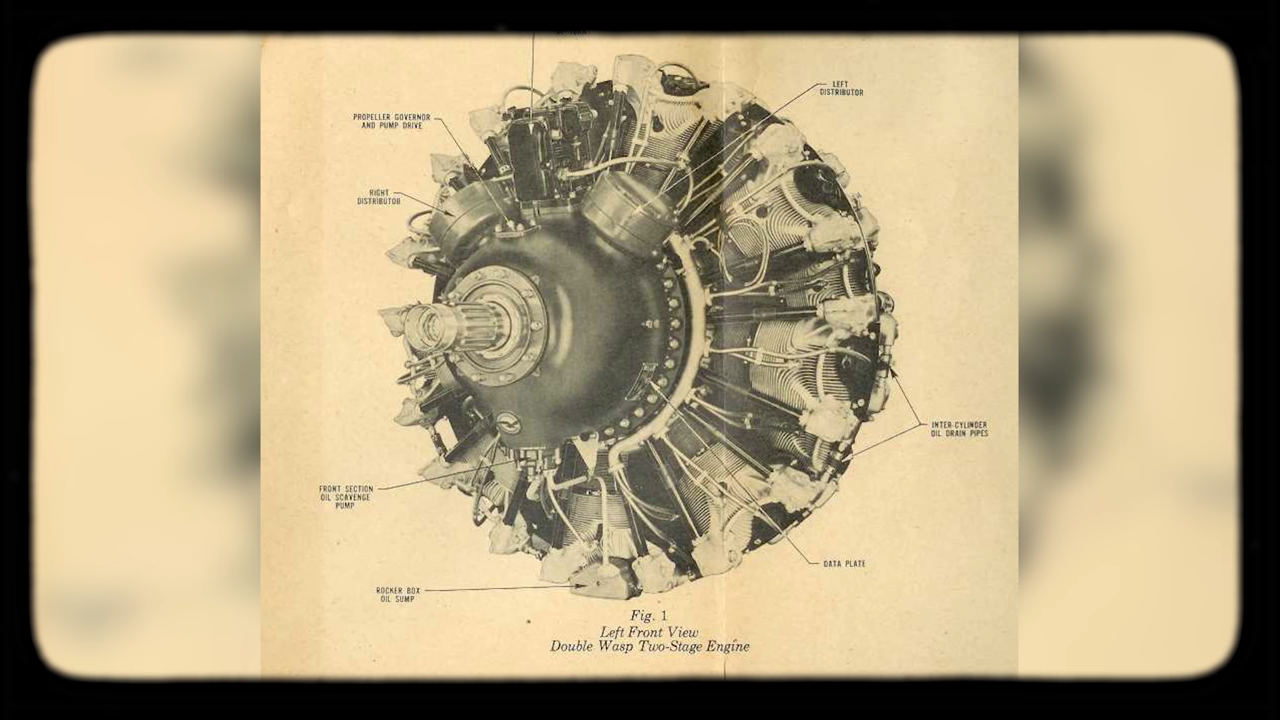 LEFT
DISTRIBUTOR
PROPELLER GOVERNOR
AND PUMP DRIVE
RIGHT
DISTRIBUTOR
INTER-CYLINDER
OIL DRAIN PIPES
FRONT SECTION
OIL SCAVENGE
PUMP
DATA PLATE
ROCKER BOX
OIL SUMP
Fig. 1
Left Front View
Double Wasp Two-Stage Engine